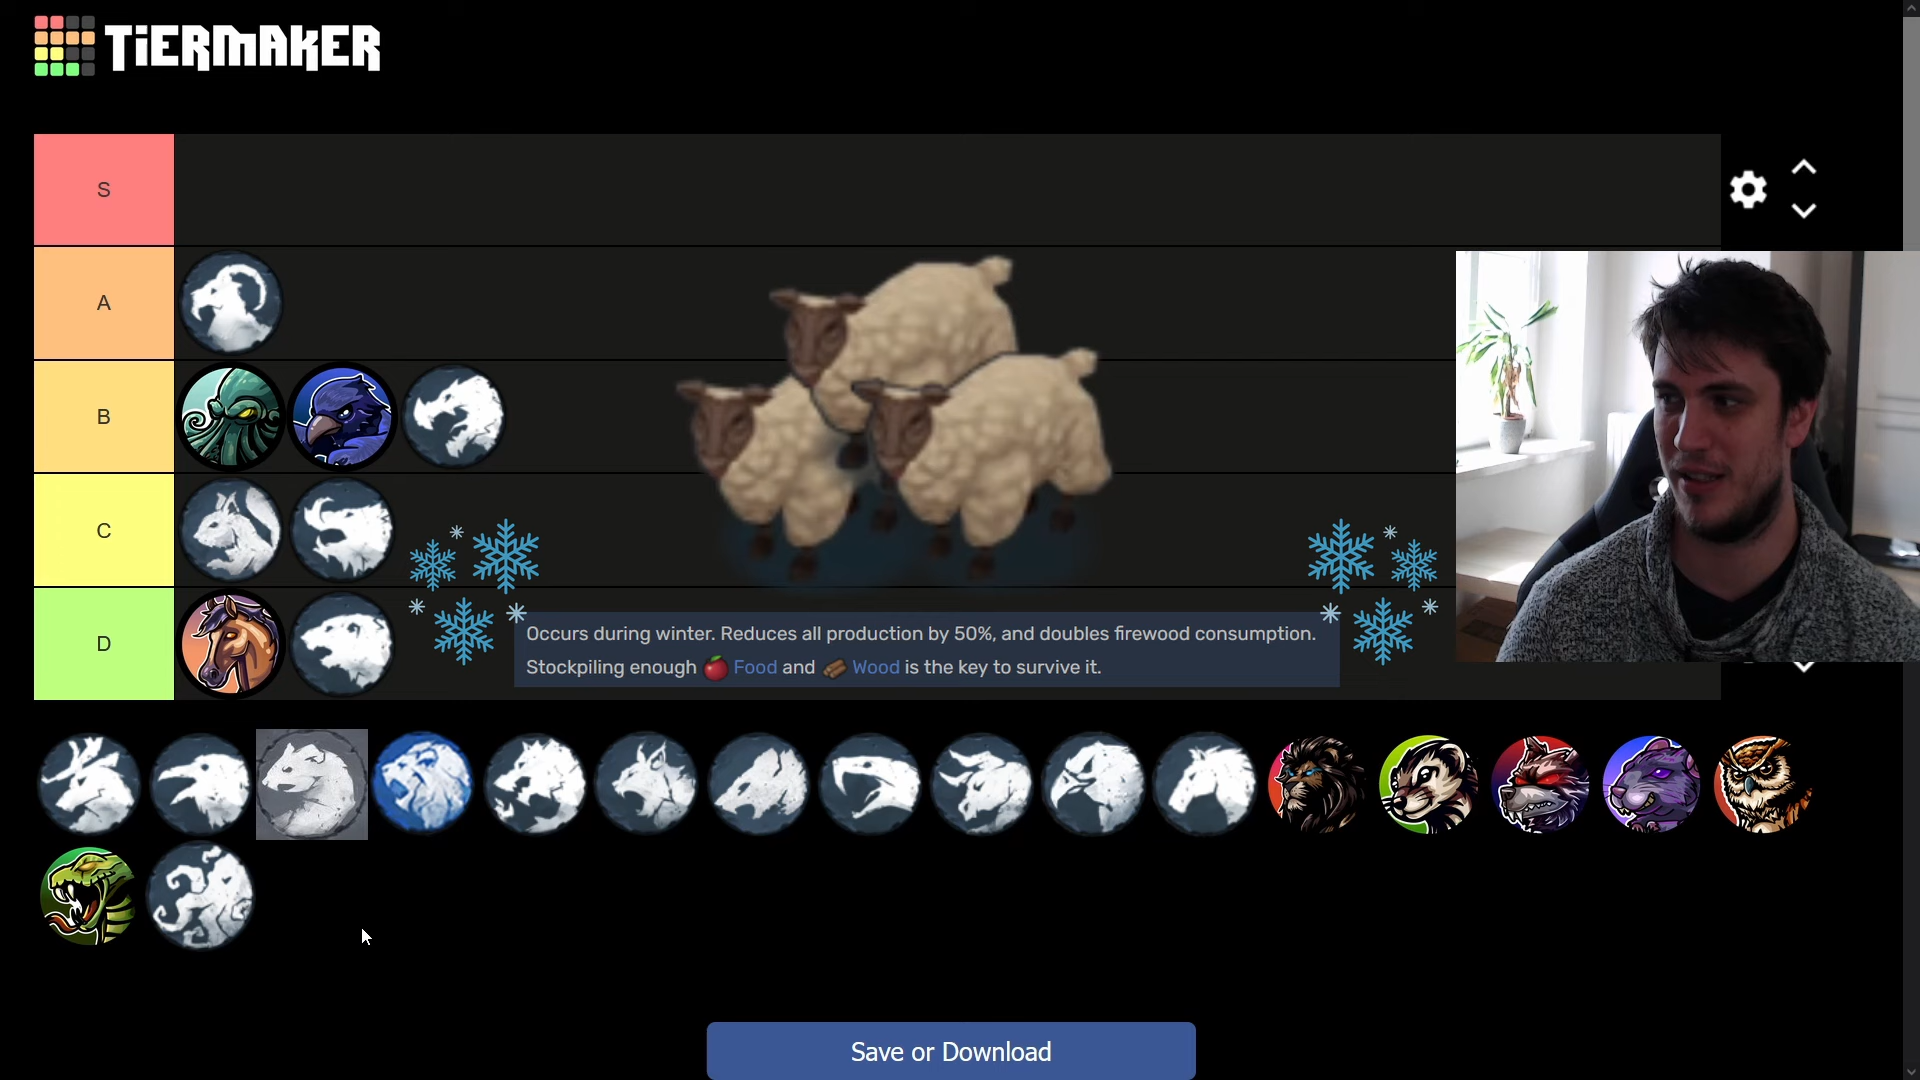 TiERMAKER
S
A
B
C
D
Occurs during winter. Reduces all production by 50%, and doubles firewood consumption.
Stockpiling enough Food and Wood is the key to survive it.
Save or Download